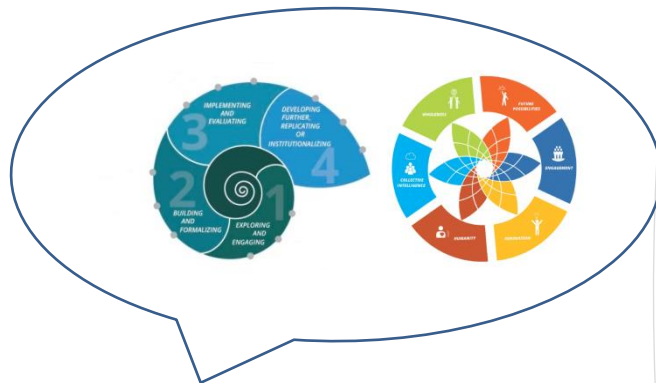 IMPLEMENTING
AND
EVALUATING
3
DEVELOPING
FURTHER,
REPLICATING
OR
INSTITUTIONALIZING
4
2
BUILDING
AND
FORMALIZING
1
EXPLORING
AND
ENGAGING
WHOLENESS
FUTURE
POSSIBILITIES
ENGAGEMENT
COLLECTIVE
INTELLIGENCE
HUMANITY